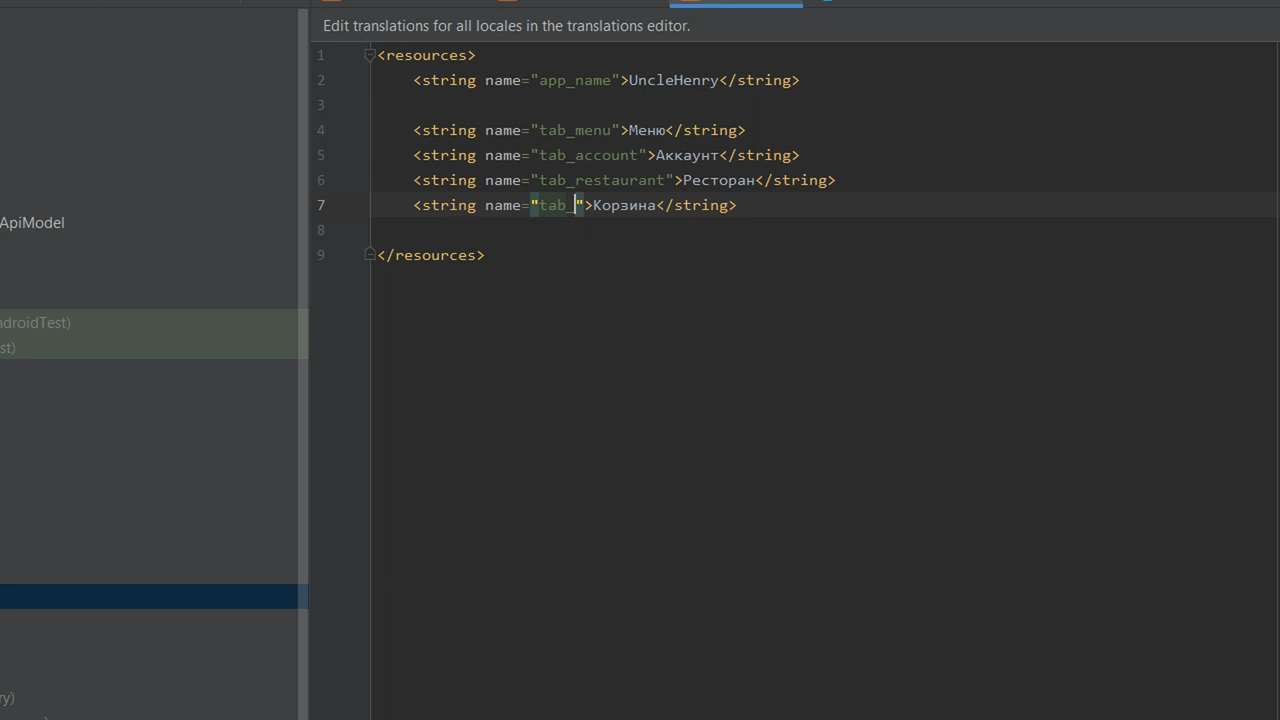 Edit translations for all locales in the translations editor.
1 <resources>
2 <string name="app_name">UncleHenry</string>
3
4 <string name="tab_menu">Меню</string>
5 <string name="tab_account">Аккаунт</string>
6 <string name="tab_restaurant">Ресторан</string>
7 <string name="tab_">Корзина</string>
8
9 </resources>
ApiModel
ndroidTest)
st)
ry)